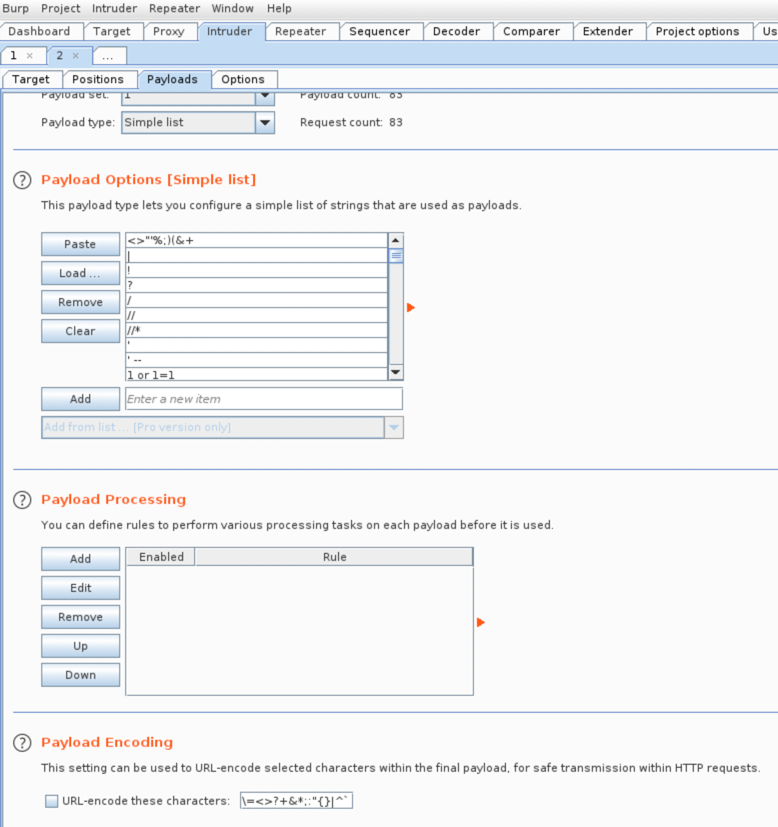 Burp Project Intruder Repeater Window Help
Dashboard Target Proxy Intruder Repeater Sequencer Decoder Comparer Extender Project options Us
1 × 2 × ...
Target Positions Payloads Options
Payload set: 1 Payload count: 83
Payload type: Simple list Request count: 83
? Payload Options [Simple list]
This payload type lets you configure a simple list of strings that are used as payloads.
Paste
Load ...
Remove
Clear
<>"'%;)(&+
|
!
?
/
//
//*
'
' --
1 or 1=1
Add Enter a new item
Add from list ... [Pro version only]
? Payload Processing
You can define rules to perform various processing tasks on each payload before it is used.
Add
Edit
Remove
Up
Down
Enabled Rule
? Payload Encoding
This setting can be used to URL-encode selected characters within the final payload, for safe transmission within HTTP requests.
URL-encode these characters: \=<>?+&*;:"{}|^`